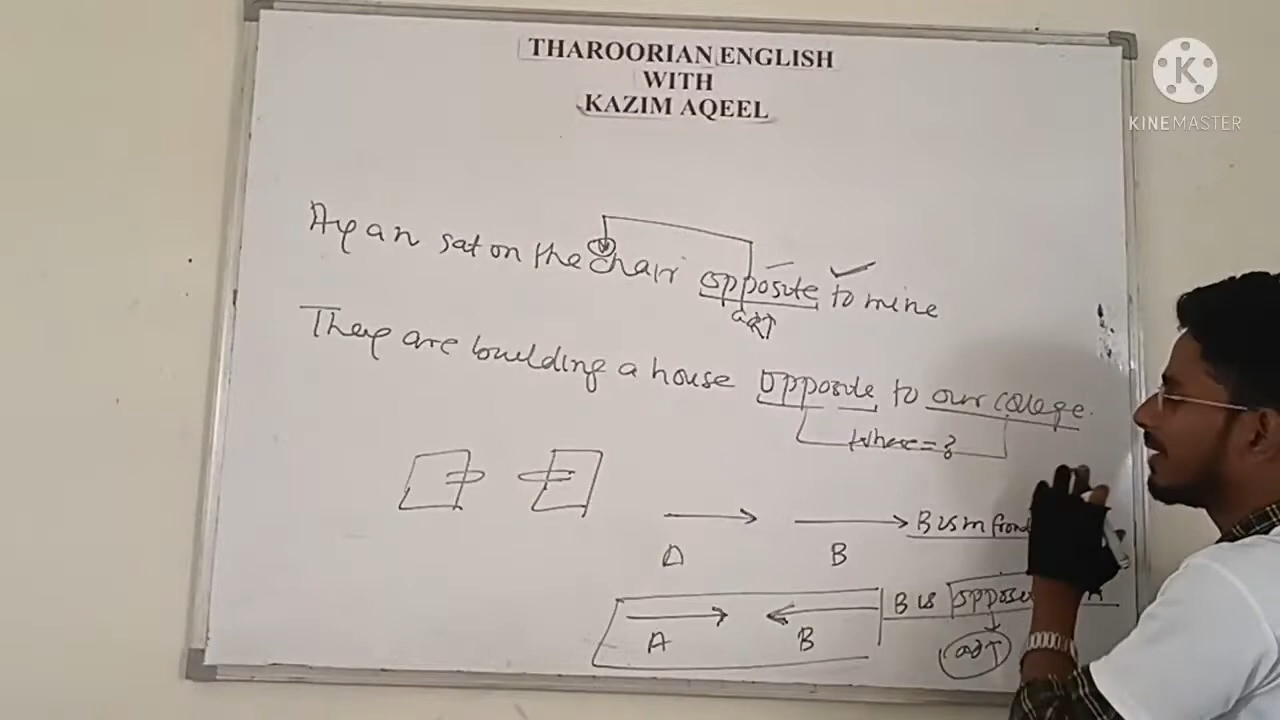 THAROORIAN ENGLISH
WITH
KAZIM AQEEL
KINEMASTER
Ayan sat on the chair opposite to mine
adj
They are building a house opposite to our college.
Where = ?
A B B is in front
A B B is opposite A
adj